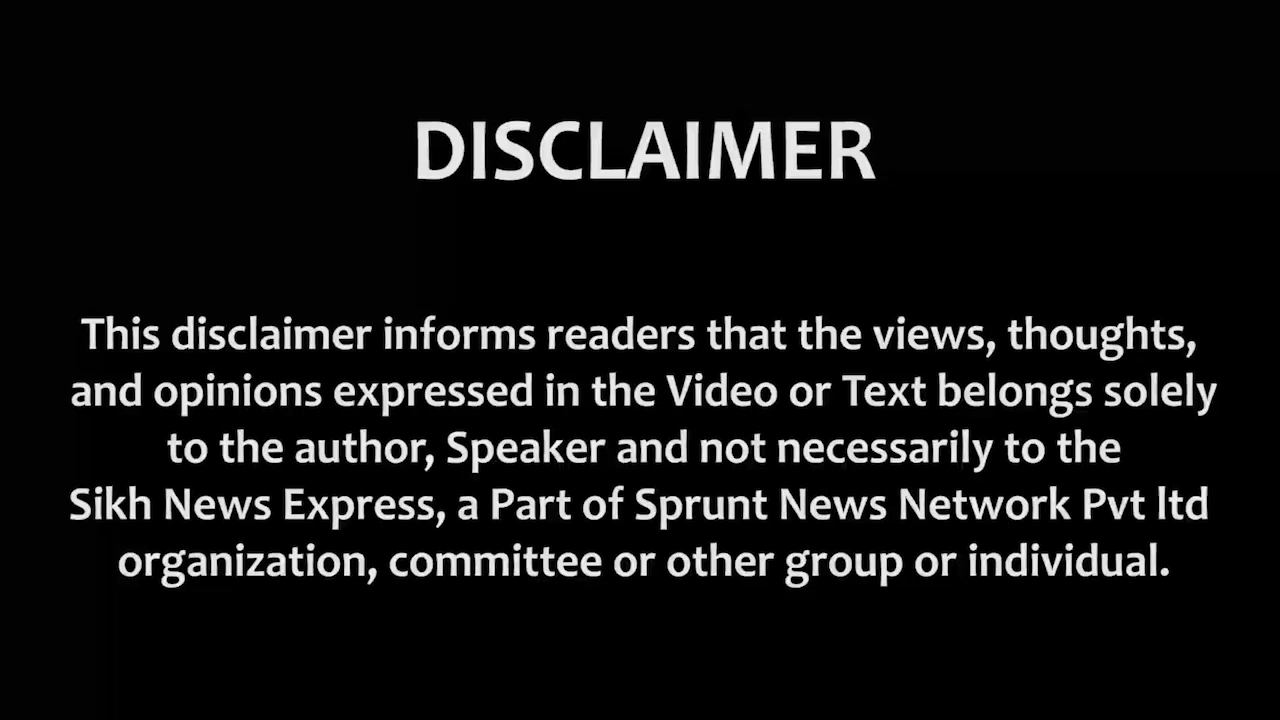 DISCLAIMER
This disclaimer informs readers that the views, thoughts,
and opinions expressed in the Video or Text belongs solely
to the author, Speaker and not necessarily to the
Sikh News Express, a Part of Sprunt News Network Pvt ltd
organization, committee or other group or individual.